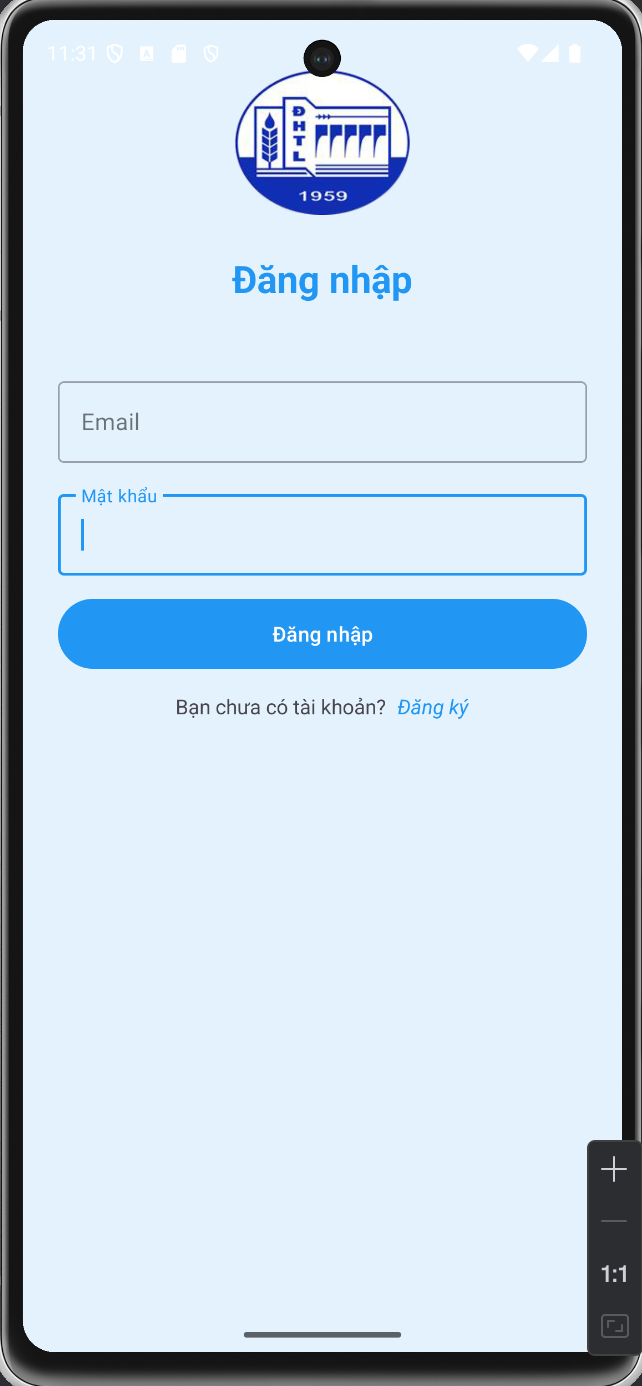 11:31
A
ĐHTL
1959
Đăng nhập
Email
Mật khẩu
Đăng nhập
Bạn chưa có tài khoản? Đăng ký
1:1